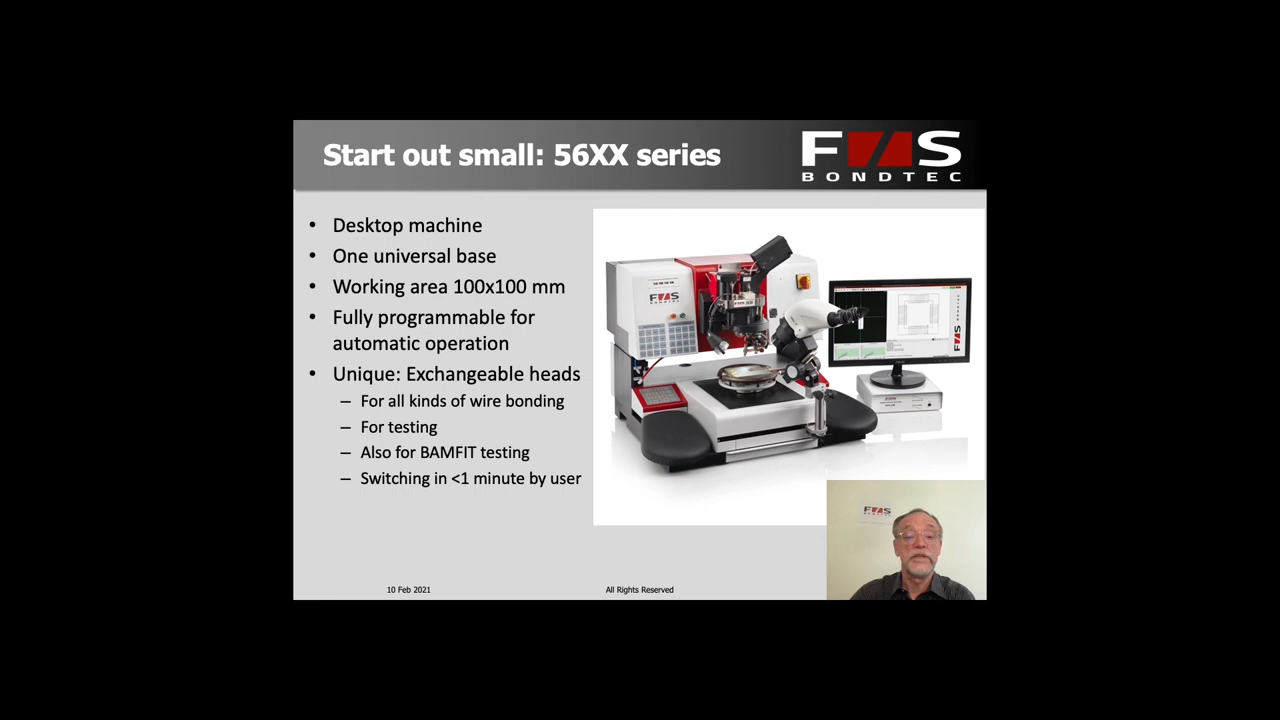 Start out small: 56XX series
F S
BONDTEC
• Desktop machine
• One universal base
• Working area 100x100 mm
• Fully programmable for
automatic operation
• Unique: Exchangeable heads
– For all kinds of wire bonding
– For testing
– Also for BAMFIT testing
– Switching in <1 minute by user
10 Feb 2021
All Rights Reserved